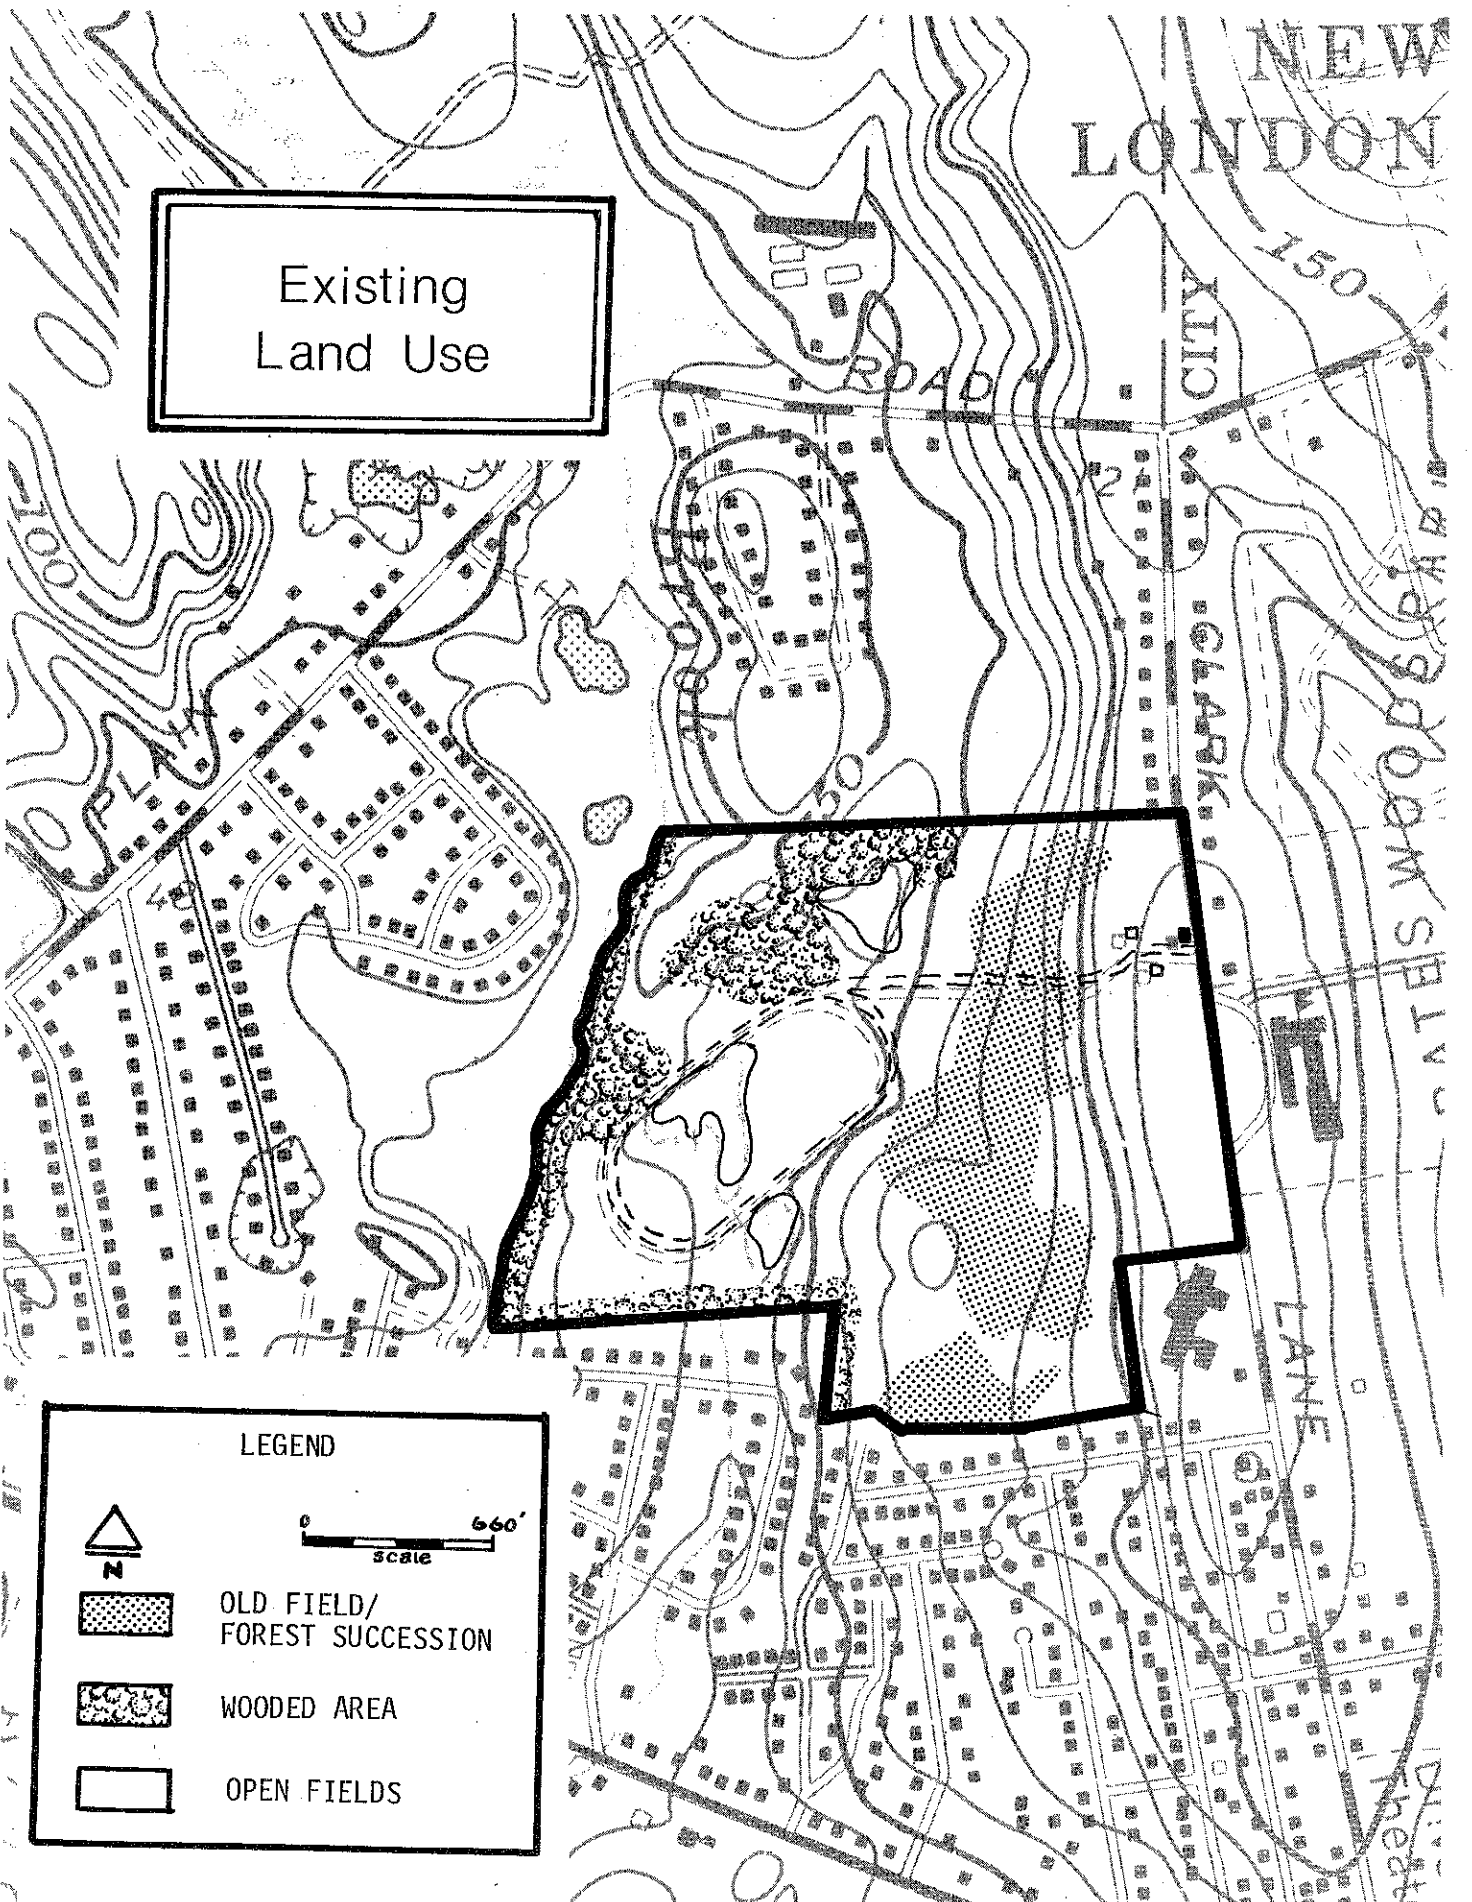 NEW
LONDON
Existing
Land Use
150
CITY
ROAD
100
CLARK
50
LANE
LEGEND
0 660'
scale
N
OLD FIELD/
FOREST SUCCESSION
WOODED AREA
OPEN FIELDS